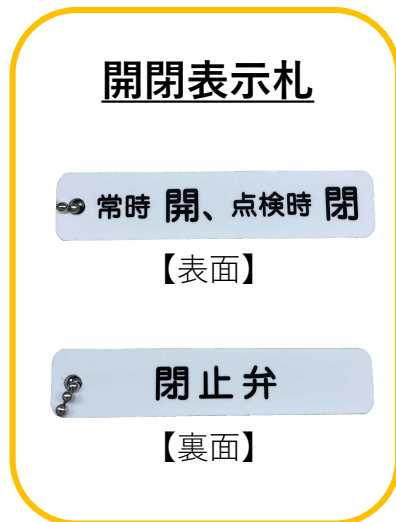 開閉表示札
常時 開、点検時 閉
【表面】
閉止弁
【裏面】